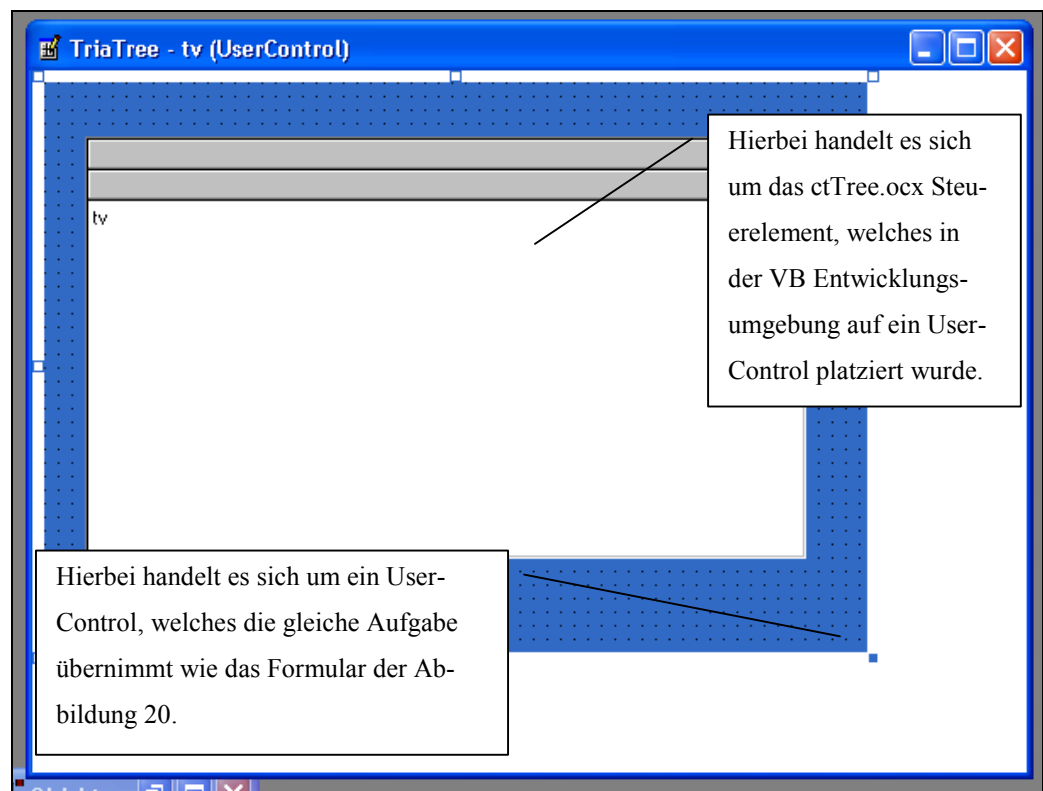 TriaTree - tv (UserControl)
Hierbei handelt es sich
um das ctTree.ocx Steu-
erelement, welches in
der VB Entwicklungs-
umgebung auf ein User-
Control platziert wurde.
tv
Hierbei handelt es sich um ein User-
Control, welches die gleiche Aufgabe
übernimmt wie das Formular der Ab-
bildung 20.